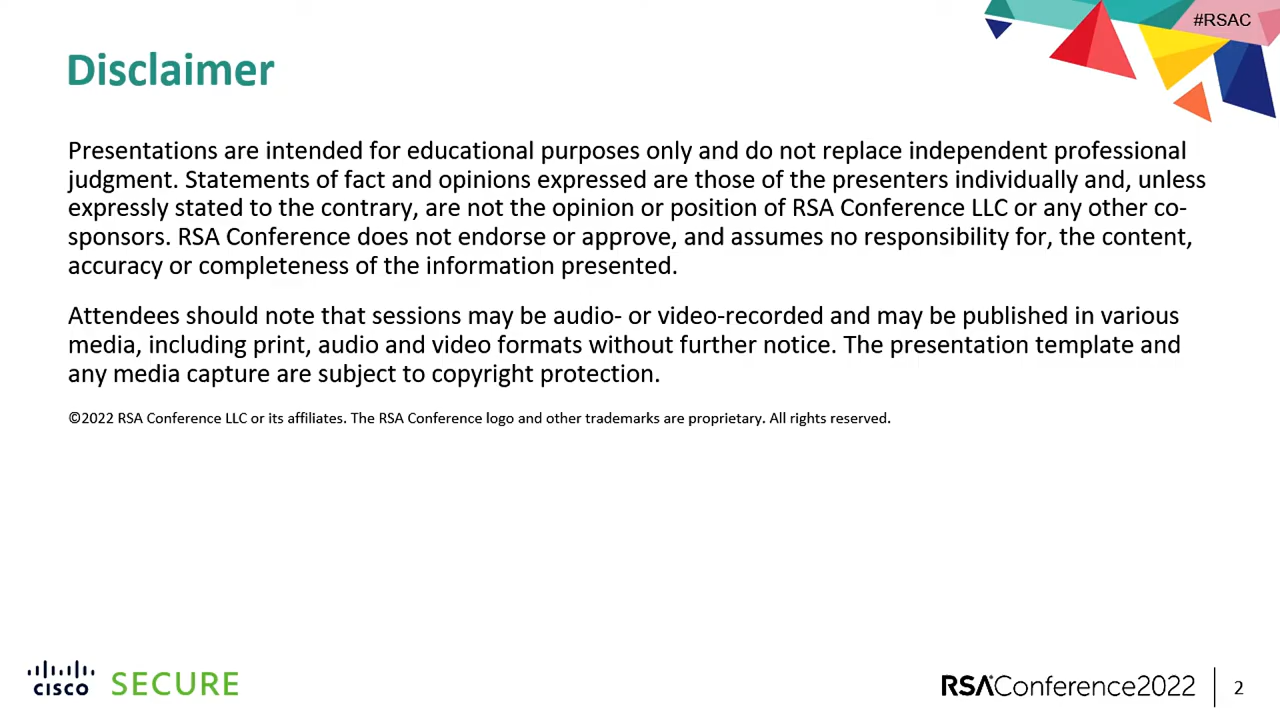 #RSAC
Disclaimer
Presentations are intended for educational purposes only and do not replace independent professional
judgment. Statements of fact and opinions expressed are those of the presenters individually and, unless
expressly stated to the contrary, are not the opinion or position of RSA Conference LLC or any other co-
sponsors. RSA Conference does not endorse or approve, and assumes no responsibility for, the content,
accuracy or completeness of the information presented.
Attendees should note that sessions may be audio- or video-recorded and may be published in various
media, including print, audio and video formats without further notice. The presentation template and
any media capture are subject to copyright protection.
©2022 RSA Conference LLC or its affiliates. The RSA Conference logo and other trademarks are proprietary. All rights reserved.
cisco SECURE
RSAConference2022
2